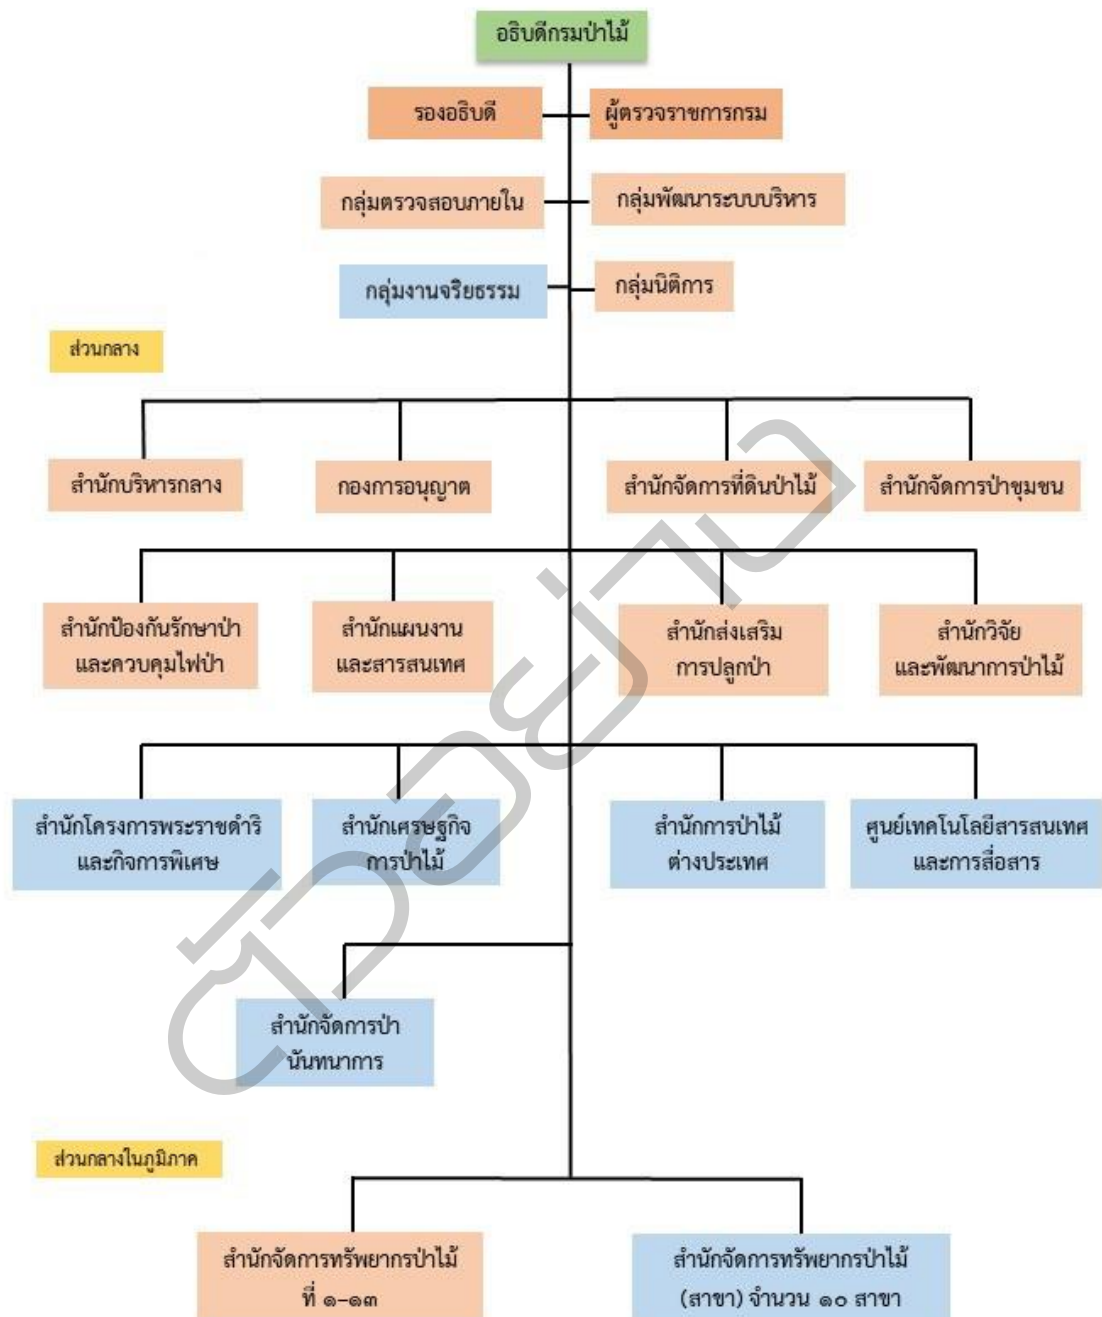 อธิบดีกรมป่าไม้
รองอธิบดี
ผู้ตรวจราชการกรม
กลุ่มตรวจสอบภายใน
กลุ่มพัฒนาระบบบริหาร
กลุ่มงานจริยธรรม
กลุ่มนิติการ
ส่วนกลาง
สำนักบริหารกลาง
กองการอนุญาต
สำนักจัดการที่ดินป่าไม้
สำนักจัดการป่าชุมชน
สำนักป้องกันรักษาป่า
และควบคุมไฟป่า
สำนักแผนงาน
และสารสนเทศ
สำนักส่งเสริม
การปลูกป่า
สำนักวิจัย
และพัฒนาการป่าไม้
สำนักโครงการพระราชดำริ
และกิจการพิเศษ
สำนักเศรษฐกิจ
การป่าไม้
สำนักการป่าไม้
ต่างประเทศ
ศูนย์เทคโนโลยีสารสนเทศ
และการสื่อสาร
สำนักจัดการป่า
นันทนาการ
ส่วนกลางในภูมิภาค
สำนักจัดการทรัพยากรป่าไม้
ที่ ๑-๑๓
สำนักจัดการทรัพยากรป่าไม้
(สาขา) จำนวน ๑๐ สาขา
ตัวอย่าง